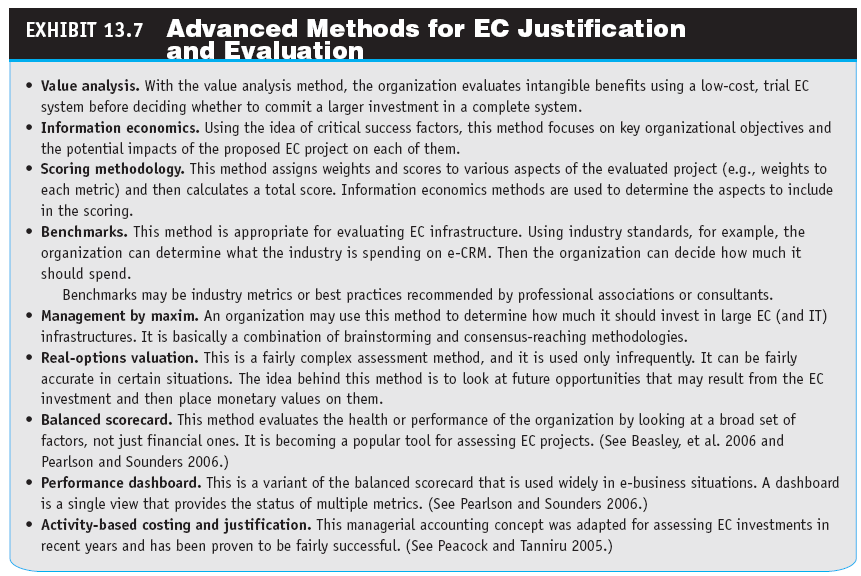 EXHIBIT 13.7 Advanced Methods for EC Justification
and Evaluation
• Value analysis. With the value analysis method, the organization evaluates intangible benefits using a low-cost, trial EC
system before deciding whether to commit a larger investment in a complete system.
• Information economics. Using the idea of critical success factors, this method focuses on key organizational objectives and
the potential impacts of the proposed EC project on each of them.
• Scoring methodology. This method assigns weights and scores to various aspects of the evaluated project (e.g., weights to
each metric) and then calculates a total score. Information economics methods are used to determine the aspects to include
in the scoring.
• Benchmarks. This method is appropriate for evaluating EC infrastructure. Using industry standards, for example, the
organization can determine what the industry is spending on e-CRM. Then the organization can decide how much it
should spend.
Benchmarks may be industry metrics or best practices recommended by professional associations or consultants.
• Management by maxim. An organization may use this method to determine how much it should invest in large EC (and IT)
infrastructures. It is basically a combination of brainstorming and consensus-reaching methodologies.
• Real-options valuation. This is a fairly complex assessment method, and it is used only infrequently. It can be fairly
accurate in certain situations. The idea behind this method is to look at future opportunities that may result from the EC
investment and then place monetary values on them.
• Balanced scorecard. This method evaluates the health or performance of the organization by looking at a broad set of
factors, not just financial ones. It is becoming a popular tool for assessing EC projects. (See Beasley, et al. 2006 and
Pearlson and Sounders 2006.)
• Performance dashboard. This is a variant of the balanced scorecard that is used widely in e-business situations. A dashboard
is a single view that provides the status of multiple metrics. (See Pearlson and Sounders 2006.)
• Activity-based costing and justification. This managerial accounting concept was adapted for assessing EC investments in
recent years and has been proven to be fairly successful. (See Peacock and Tanniru 2005.)